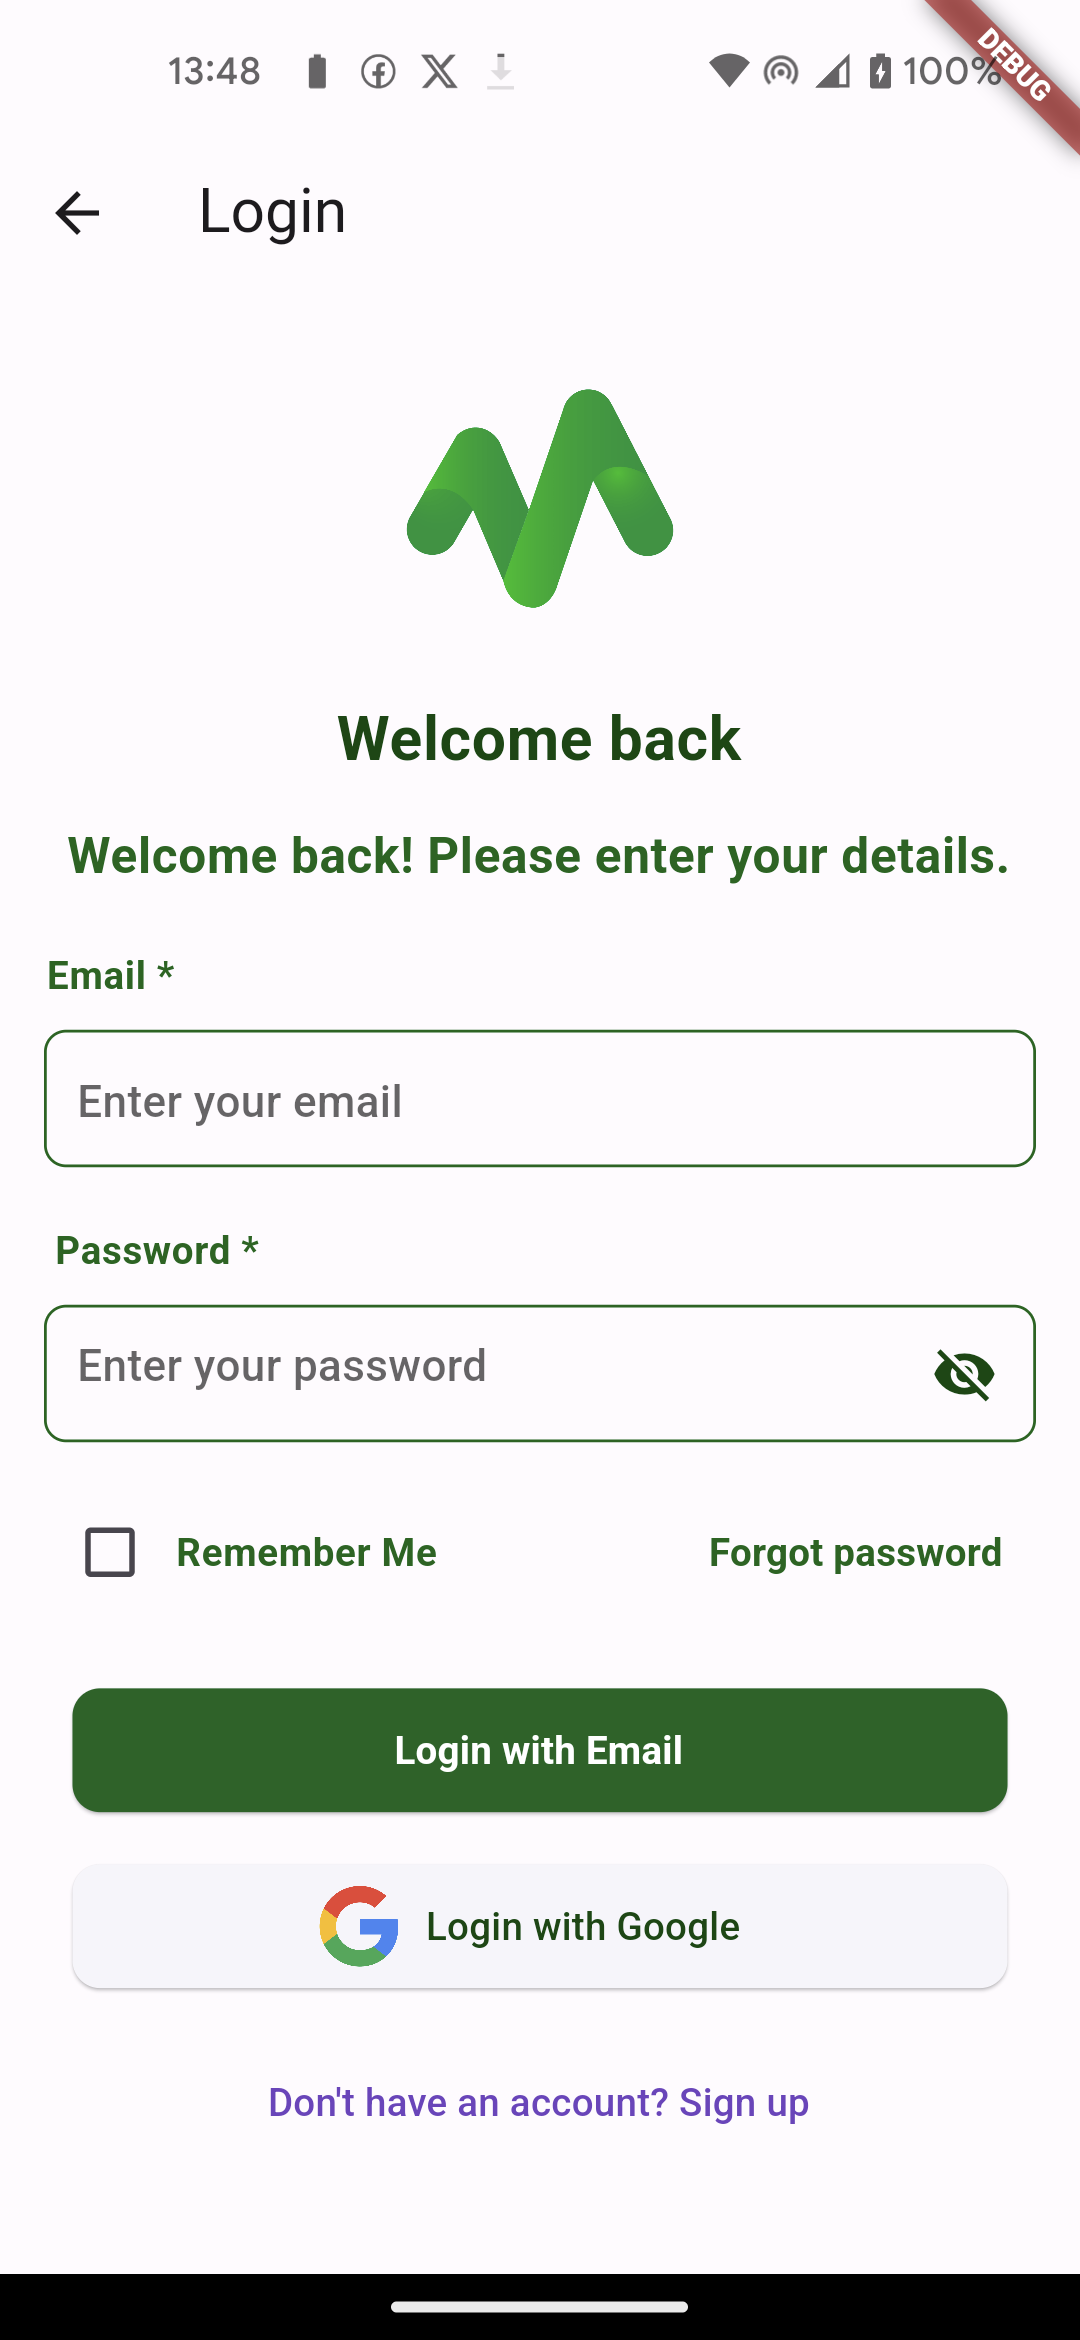 13:48
100%
DEBUG
Login
Welcome back
Welcome back! Please enter your details.
Email *
Enter your email
Password *
Enter your password
Remember Me
Forgot password
Login with Email
Login with Google
Don't have an account? Sign up